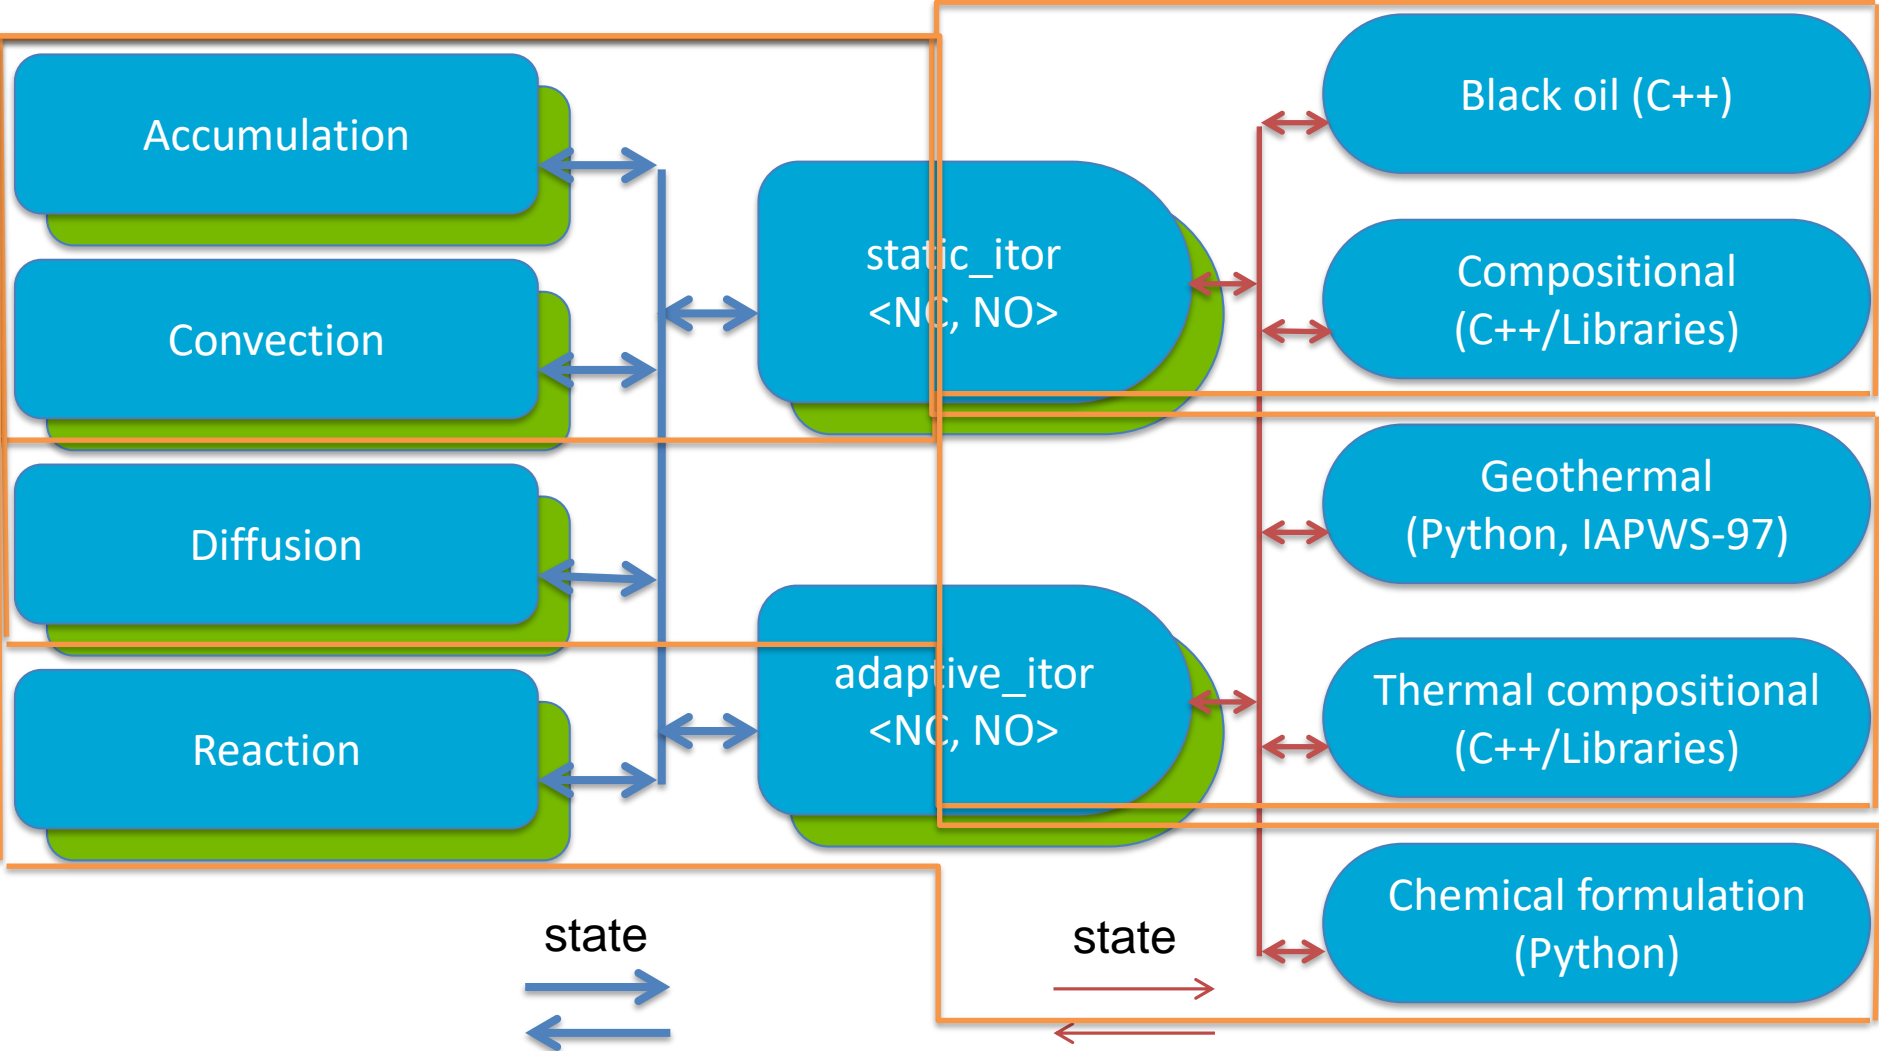 Accumulation
Convection
Diffusion
Reaction
static_itor
<NC, NO>
adaptive_itor
<NC, NO>
Black oil (C++)
Compositional
(C++/Libraries)
Geothermal
(Python, IAPWS-97)
Thermal compositional
(C++/Libraries)
Chemical formulation
(Python)
state
state